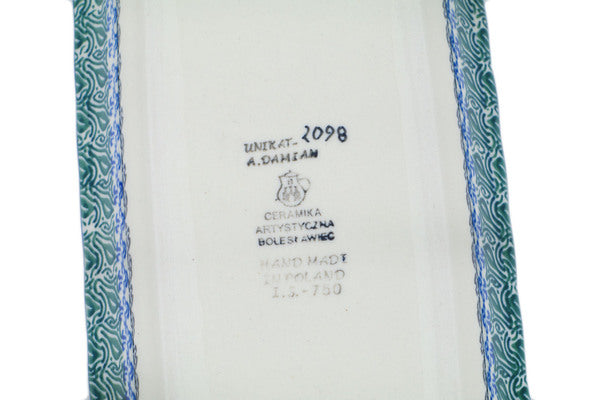 UNIKAT-2098
A.DAMIAN
CERAMIKA
ARTYSTYCZNA
BOLESŁAWIEC
HAND MADE
IN POLAND
I.S.-750